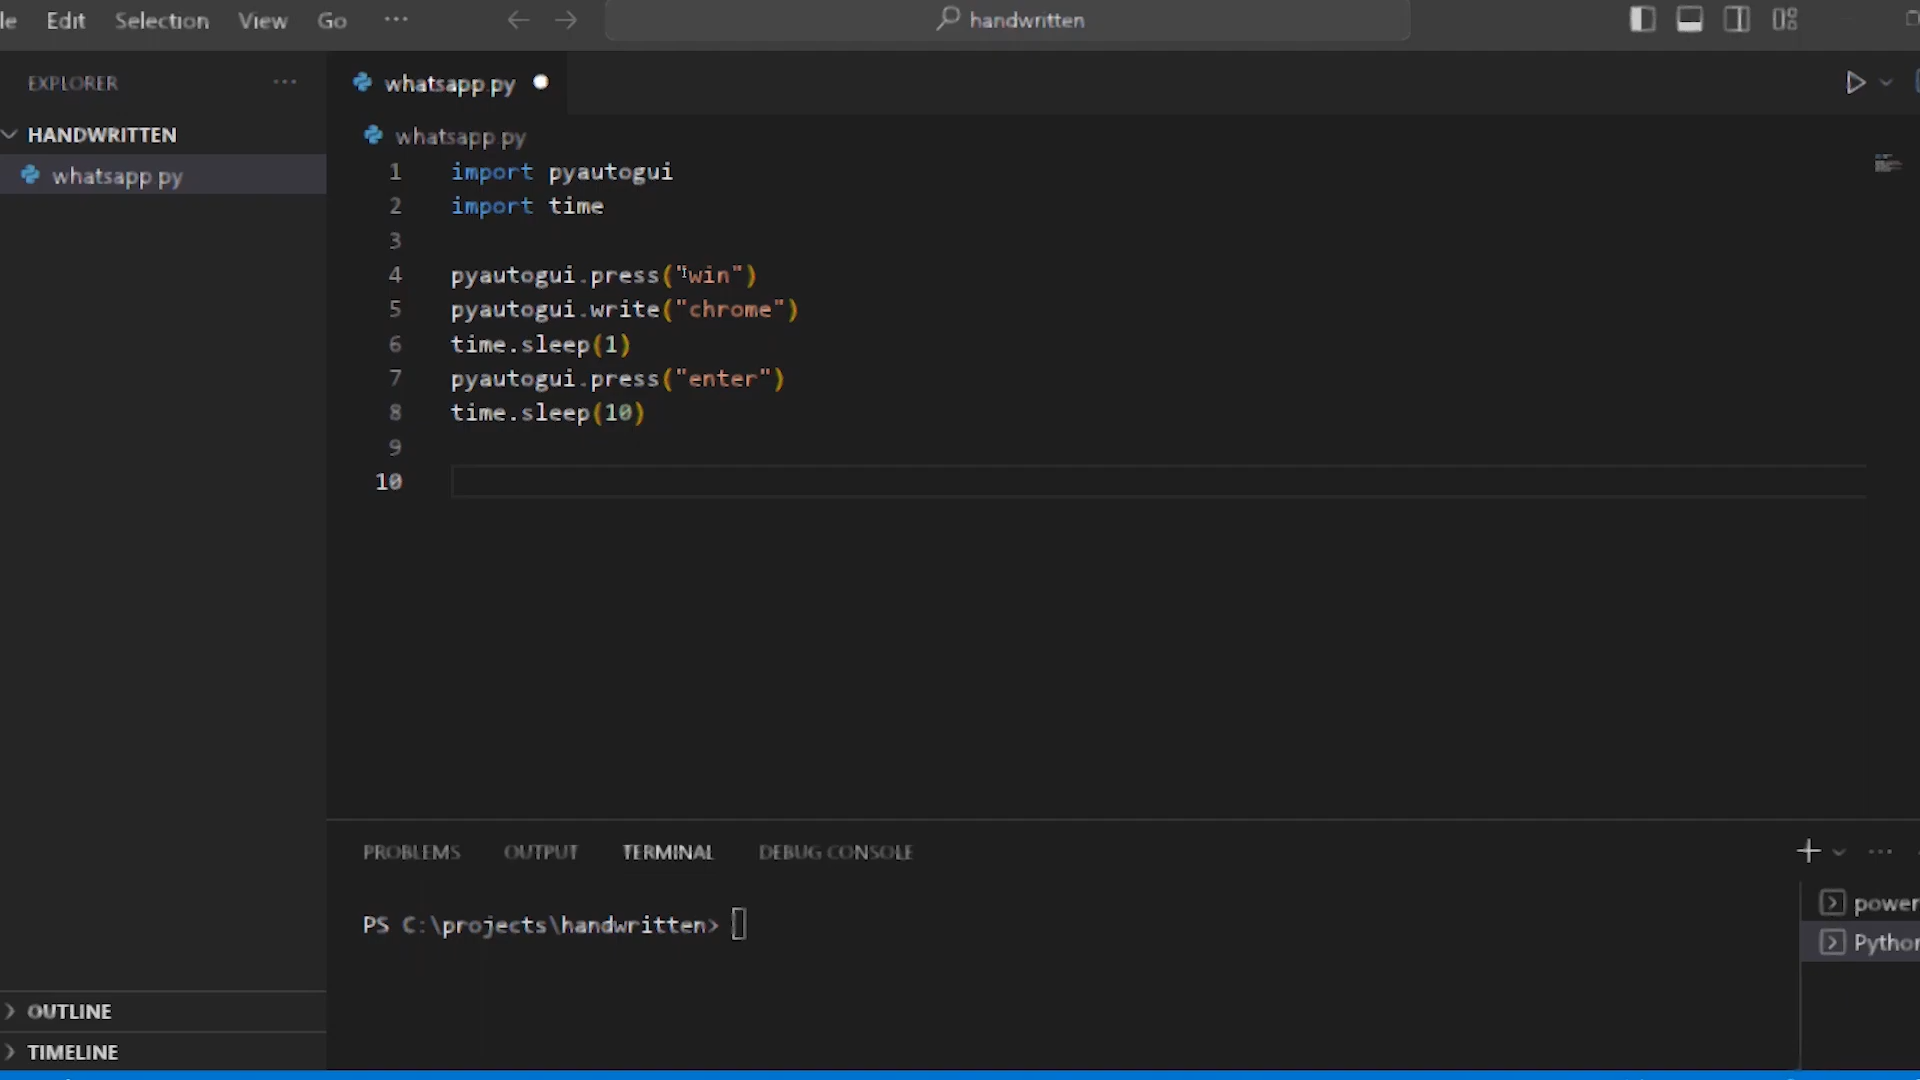 le Edit Selection View Go ··· handwritten
EXPLORER ···
whatsapp.py
HANDWRITTEN
whatsapp py
whatsapp.py
1 import pyautogui
2 import time
3
4 pyautogui.press("win")
5 pyautogui.write("chrome")
6 time.sleep(1)
7 pyautogui.press("enter")
8 time.sleep(10)
9
10
PROBLEMS OUTPUT TERMINAL DEBUG CONSOLE
PS C:\projects\handwritten>
power
Python
OUTLINE
TIMELINE